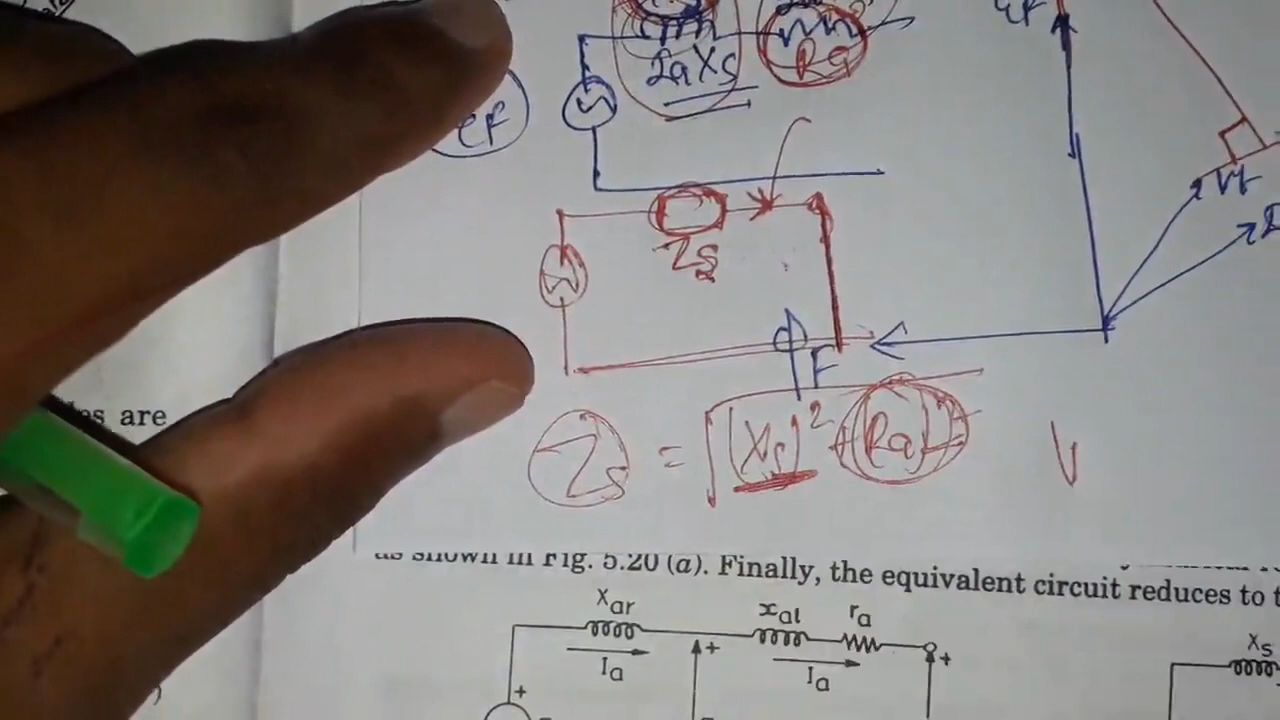 Ef
IaXs
Ra
Ef
Vt
Zs
F
Zs = √(Xs)² + (Ra)²
V
es are
as shown in Fig. 5.20 (a). Finally, the equivalent circuit reduces to t
Xar
xal
ra
Xs
Ia
+
Ia
+
+